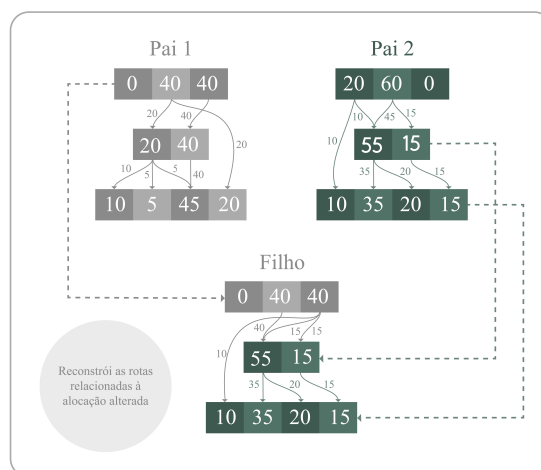 Pai 1
0 40 40
20 40 20
20 40
10 5 5 40
10 5 45 20
Pai 2
20 60 0
10 10 45 15
55 15
35 20 15
10 35 20 15
Filho
0 40 40
10 40 15 15
55 15
35 20 15
10 35 20 15
Reconstrói as rotas
relacionadas à
alocação alterada